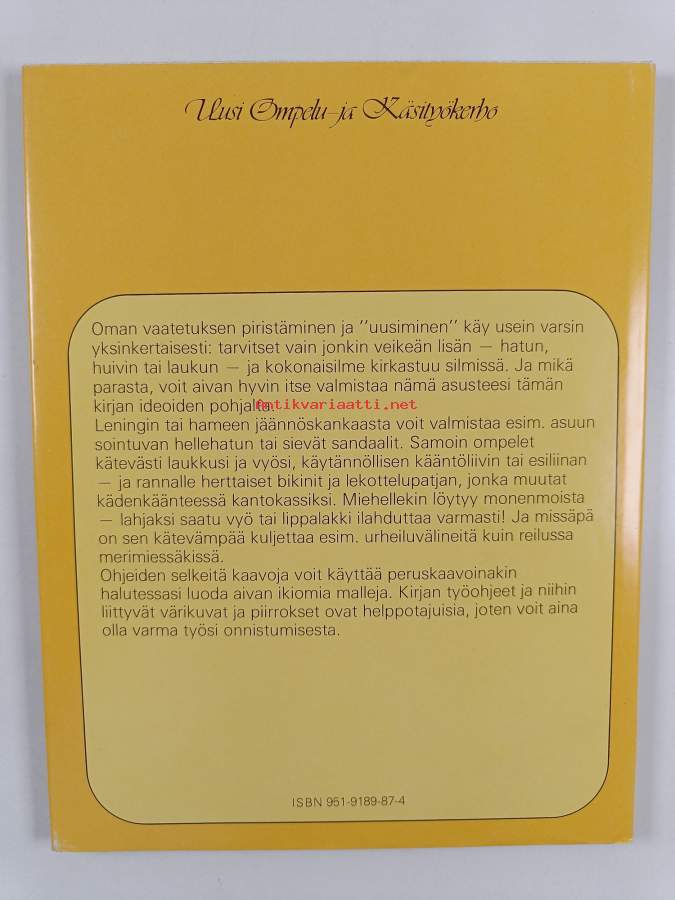 Uusi Ompelu-ja Käsityökerho
Oman vaatetuksen piristäminen ja "uusiminen" käy usein varsin
yksinkertaisesti: tarvitset vain jonkin veikeän lisän — hatun,
huivin tai laukun — ja kokonaisilme kirkastuu silmissä. Ja mikä
parasta, voit aivan hyvin itse valmistaa nämä asusteesi tämän
kirjan ideoiden pohjalta.
antikvariaatti.net
Leningin tai hameen jäännöskankaasta voit valmistaa esim. asuun
sointuvan hellehatun tai sievät sandaalit. Samoin ompelet
kätevästi laukkusi ja vyösi, käytännöllisen kääntöliivin tai esiliinan
— ja rannalle herttaiset bikinit ja lekottelupatjan, jonka muutat
kädenkäänteessä kantokassiksi. Miehellekin löytyy monenmoista
— lahjaksi saatu vyö tai lippalakki ilahduttaa varmasti! Ja missäpä
on sen kätevämpää kuljettaa esim. urheiluvälineitä kuin reilussa
merimiessäkissä.
Ohjeiden selkeitä kaavoja voit käyttää peruskaavoinakin
halutessasi luoda aivan ikiomia malleja. Kirjan työohjeet ja niihin
liittyvät värikuvat ja piirrokset ovat helppotajuisia, joten voit aina
olla varma työsi onnistumisesta.
ISBN 951-9189-87-4